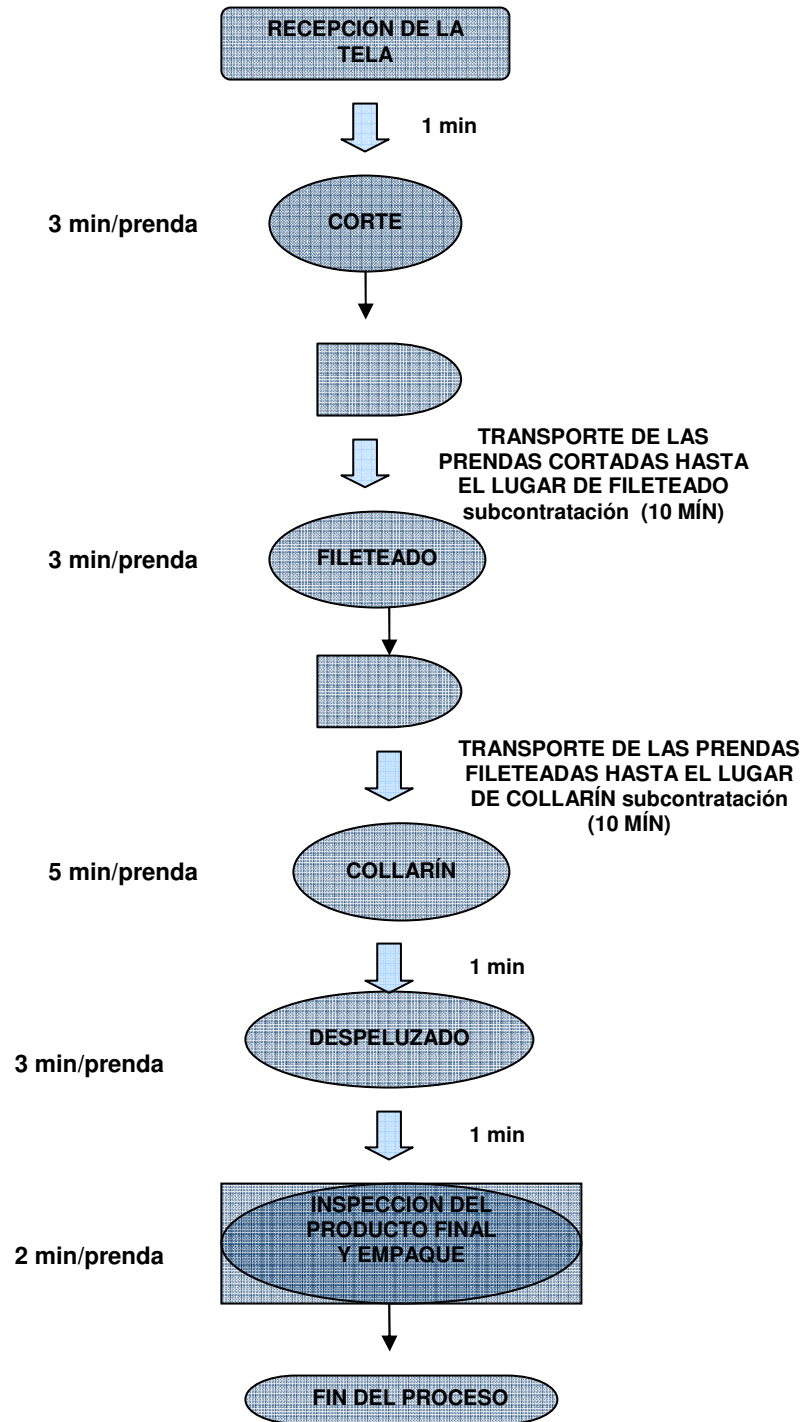 RECEPCIÓN DE LA
TELA
1 min
3 min/prenda
CORTE
TRANSPORTE DE LAS
PRENDAS CORTADAS HASTA
EL LUGAR DE FILETEADO
subcontratación (10 MÍN)
3 min/prenda
FILETEADO
TRANSPORTE DE LAS PRENDAS
FILETEADAS HASTA EL LUGAR
DE COLLARÍN subcontratación
(10 MÍN)
5 min/prenda
COLLARÍN
1 min
DESPELUZADO
3 min/prenda
1 min
INSPECCIÓN DEL
PRODUCTO FINAL
Y EMPAQUE
2 min/prenda
FIN DEL PROCESO